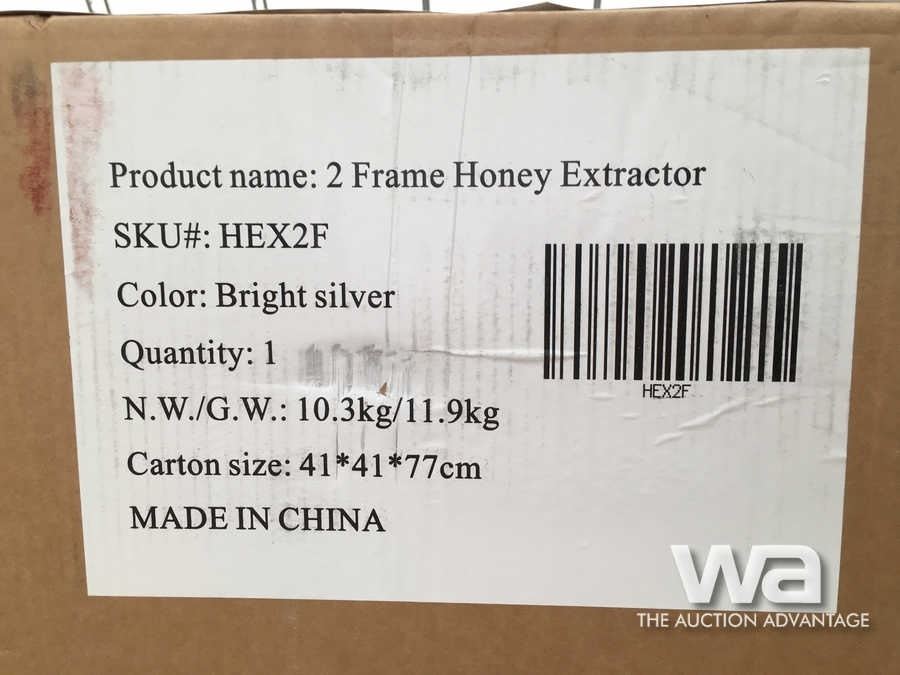 Product name: 2 Frame Honey Extractor
SKU#: HEX2F
Color: Bright silver
Quantity: 1
N.W./G.W.: 10.3kg/11.9kg
Carton size: 41*41*77cm
MADE IN CHINA
HEX2F
wa
THE AUCTION ADVANTAGE